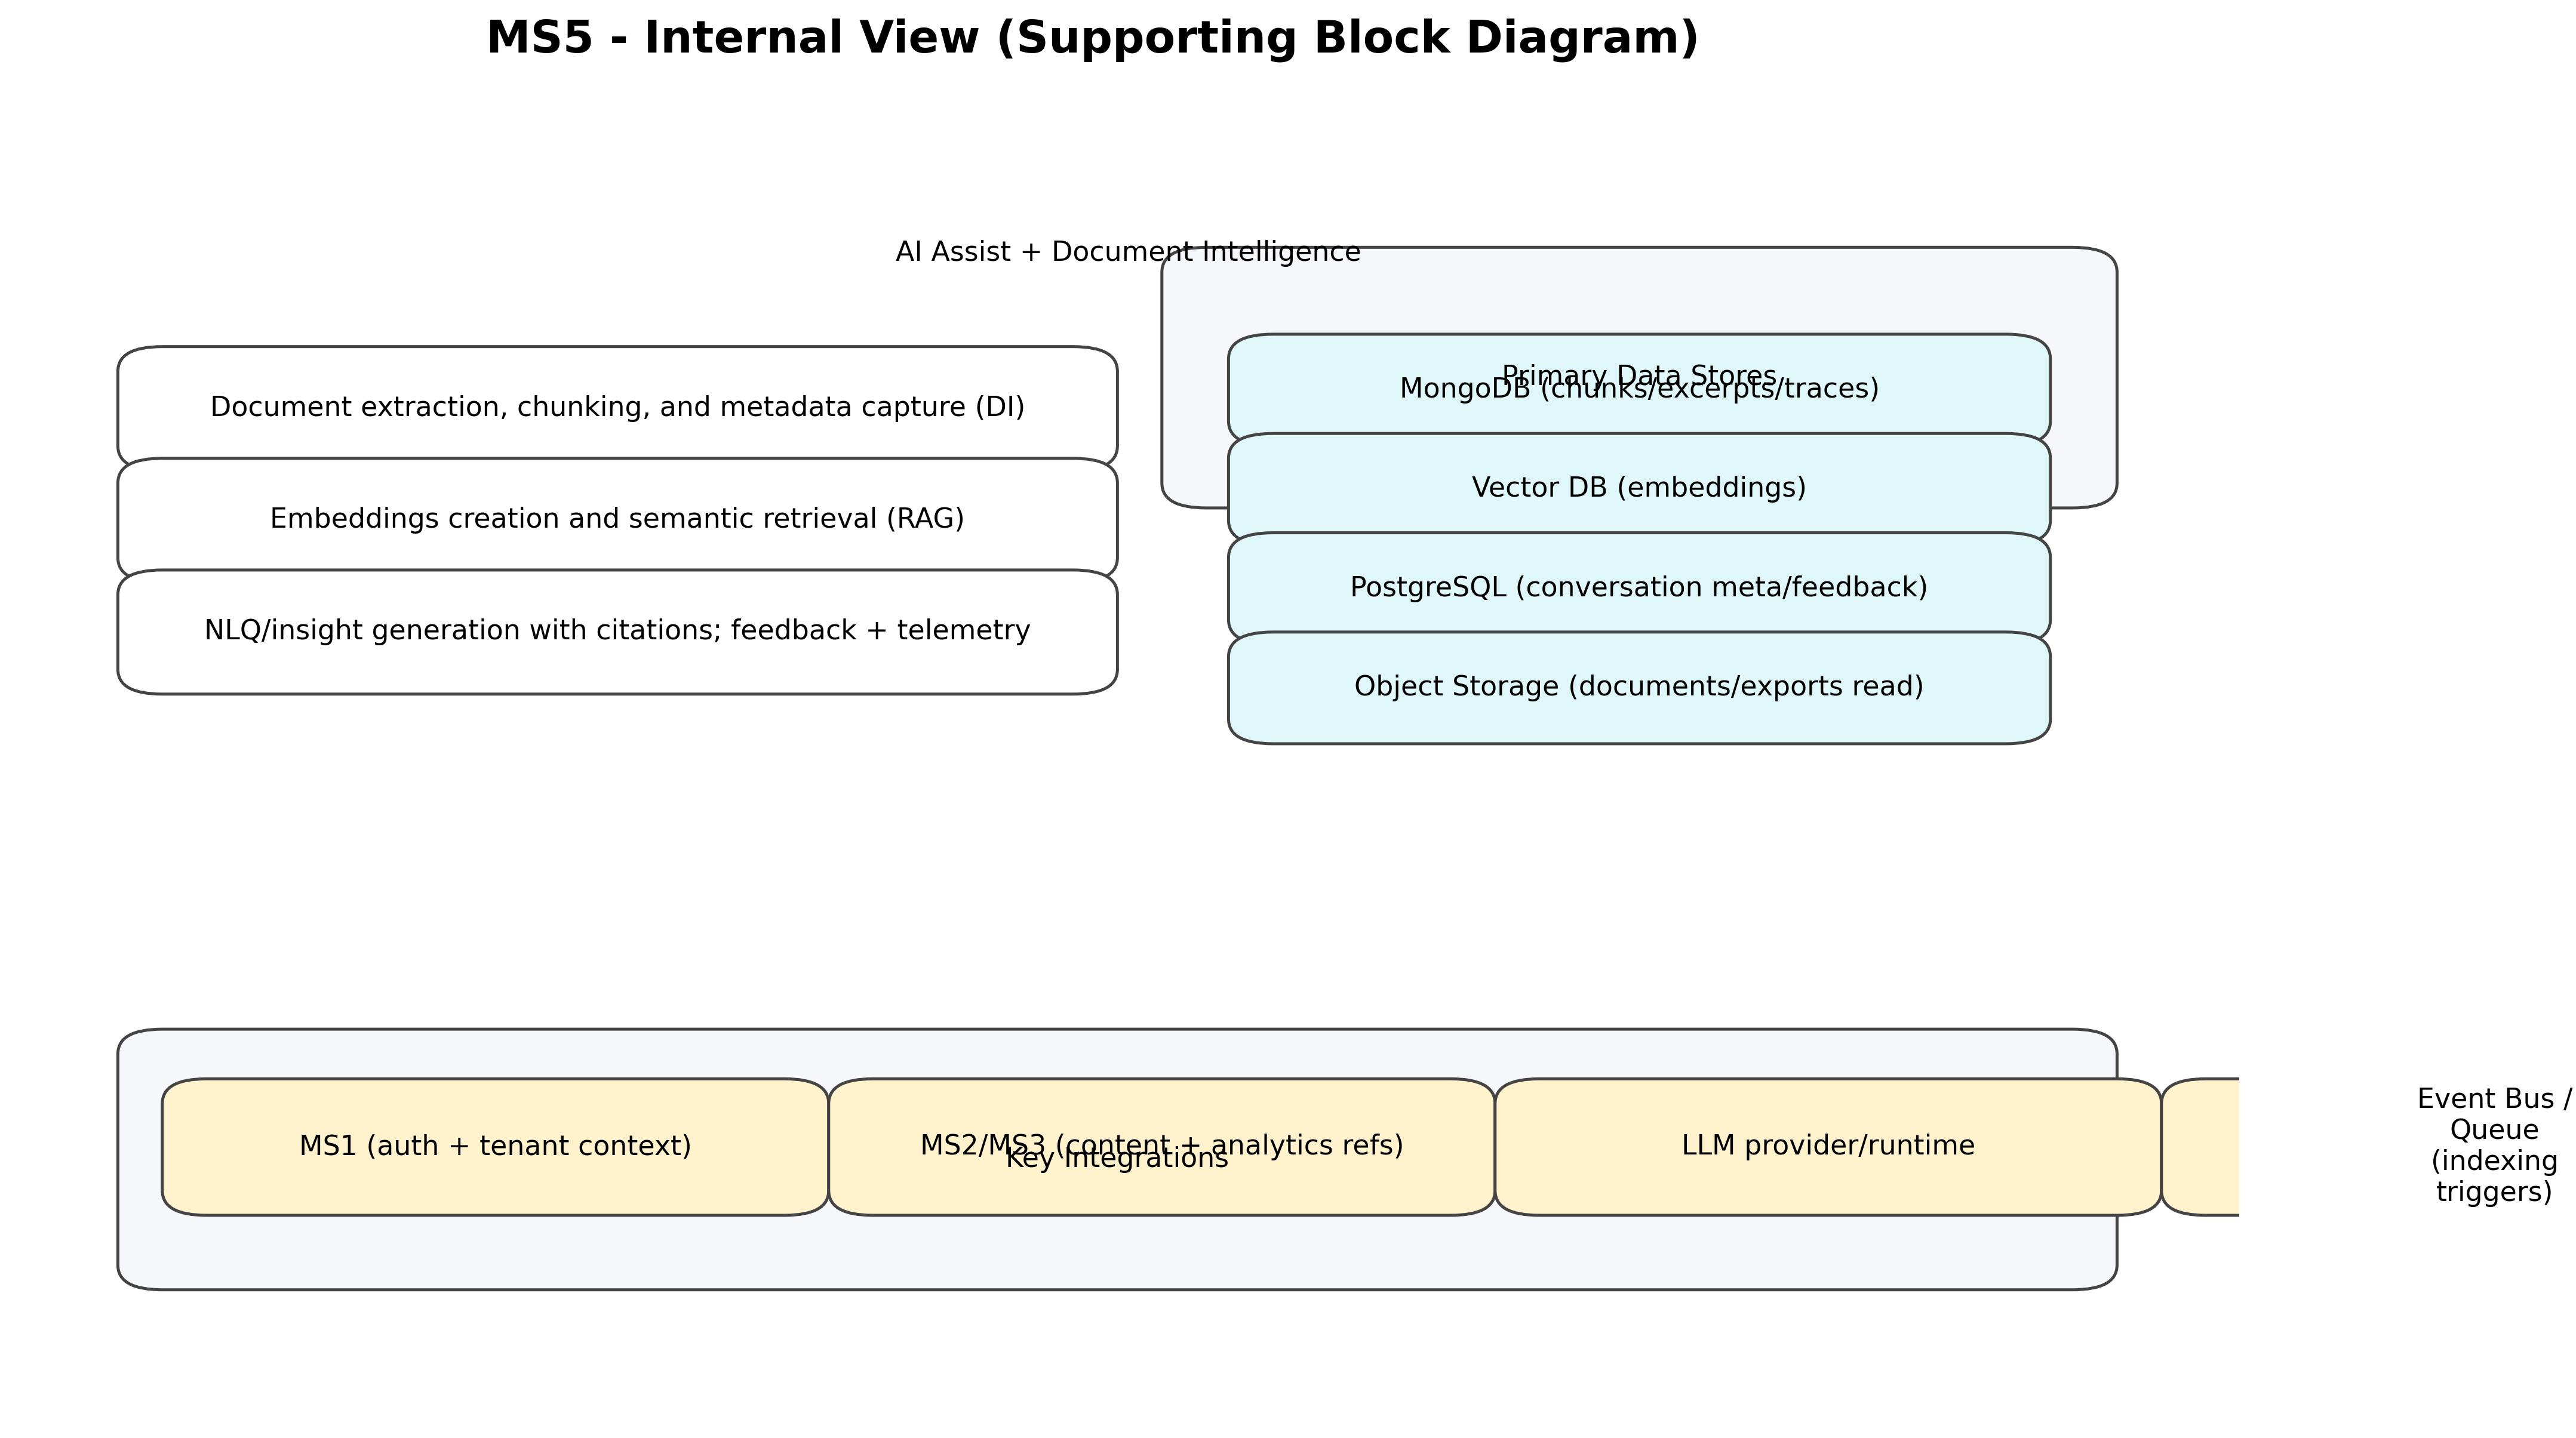 MS5 - Internal View (Supporting Block Diagram)
AI Assist + Document Intelligence
Document extraction, chunking, and metadata capture (DI)
Embeddings creation and semantic retrieval (RAG)
NLQ/insight generation with citations; feedback + telemetry
Primary Data Stores
MongoDB (chunks/excerpts/traces)
Vector DB (embeddings)
PostgreSQL (conversation meta/feedback)
Object Storage (documents/exports read)
MS1 (auth + tenant context)
MS2/MS3 (content + analytics refs)
Key Integrations
LLM provider/runtime
Event Bus /
Queue
(indexing
triggers)